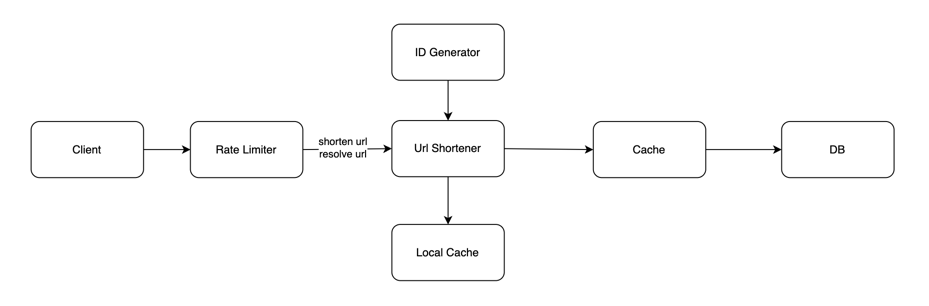 ID Generator
Client
Rate Limiter
shorten url
resolve url
Url Shortener
Cache
DB
Local Cache